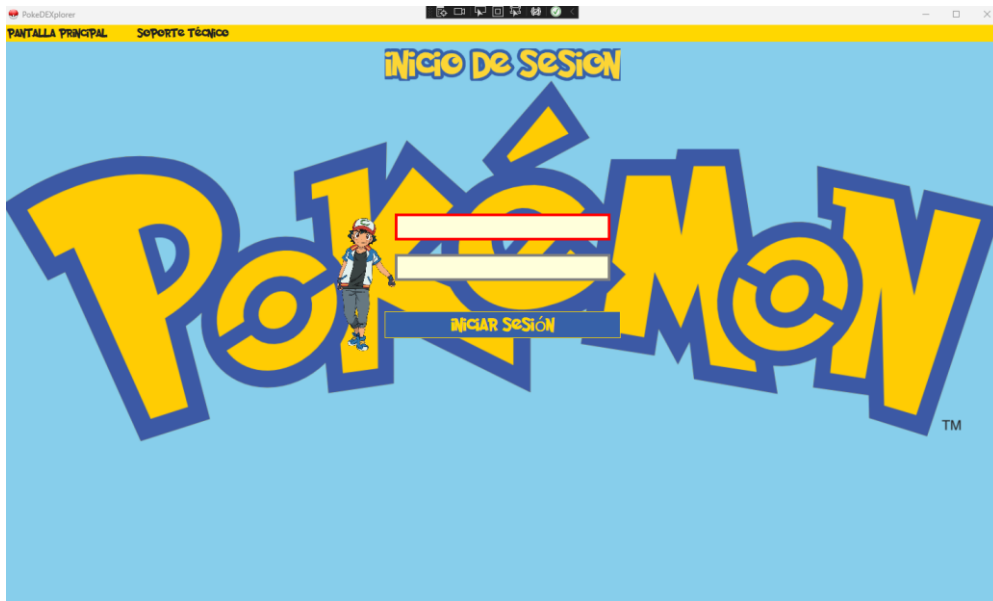 PokeDEXplorer
PANTALLA PRINCIPAL SOPORTE TÉCNICO
INICIO DE SESION
POKÉMON
TM
INICIAR SESIÓN